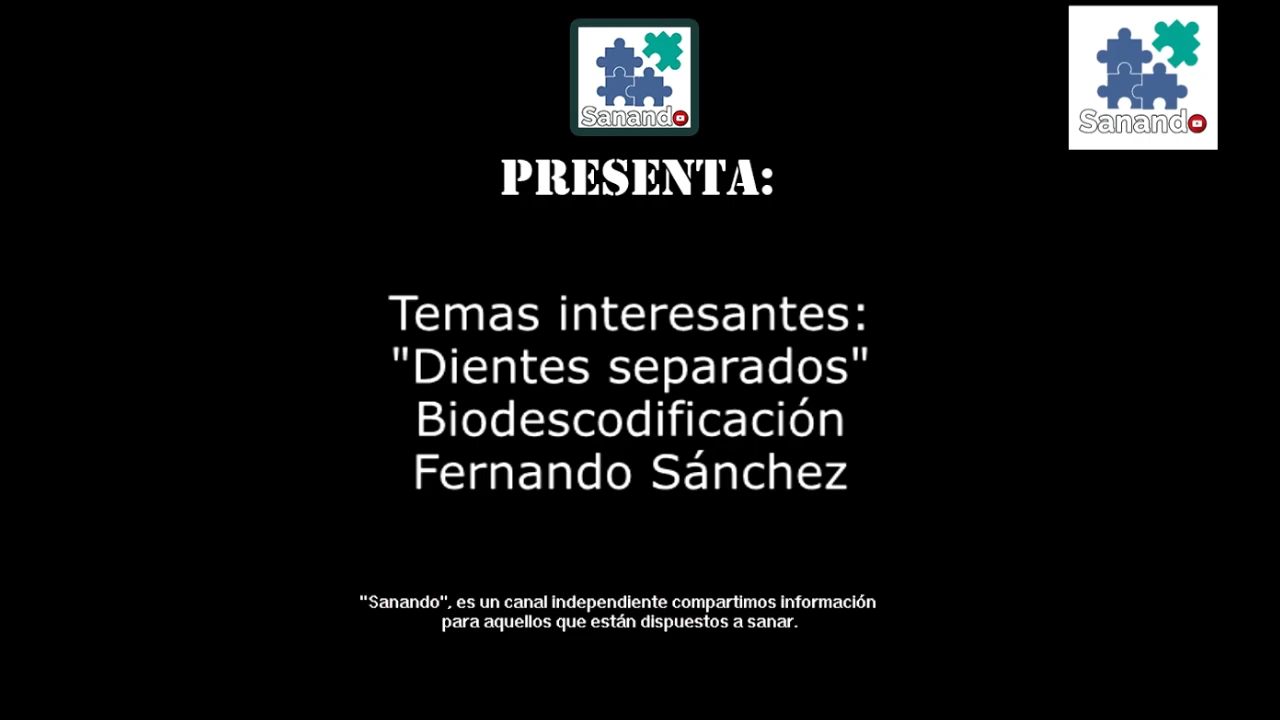 Sanando
Sanando
PRESENTA:
Temas interesantes:
"Dientes separados"
Biodescodificación
Fernando Sánchez
"Sanando", es un canal independiente compartimos información
para aquellos que están dispuestos a sanar.